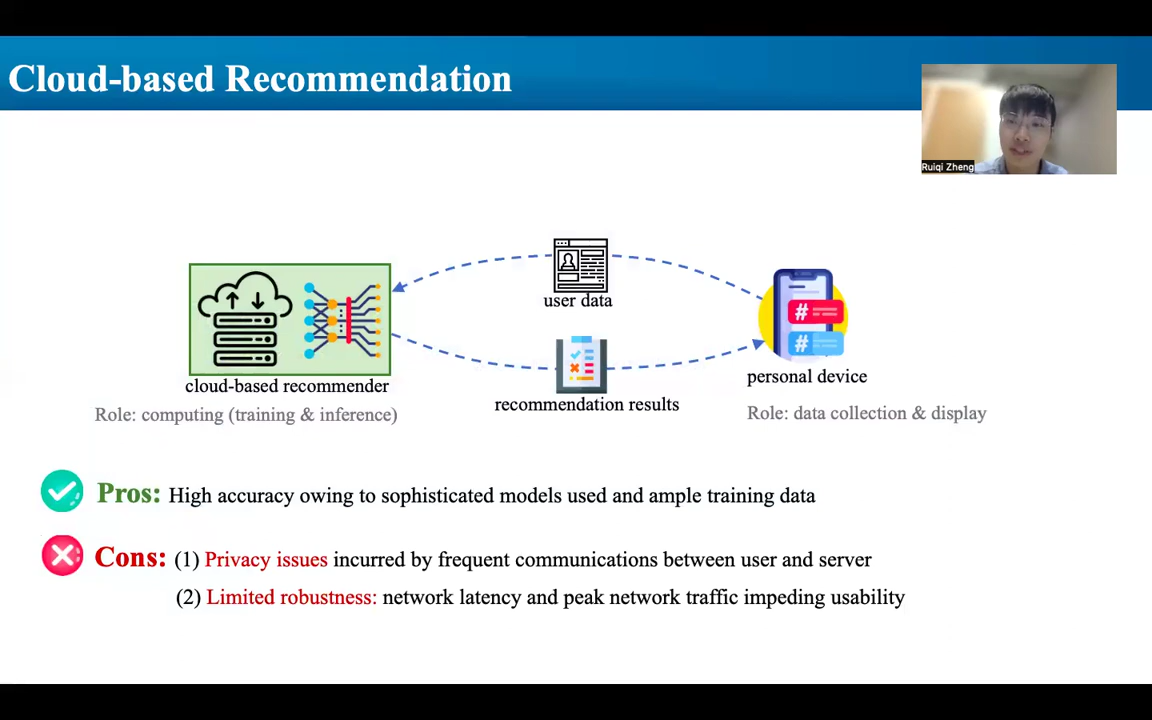 Cloud-based Recommendation
Ruiqi Zheng
user data
cloud-based recommender
personal device
Role: computing (training & inference)
recommendation results
Role: data collection & display
#
#
Pros: High accuracy owing to sophisticated models used and ample training data
Cons: (1) Privacy issues incurred by frequent communications between user and server
(2) Limited robustness: network latency and peak network traffic impeding usability